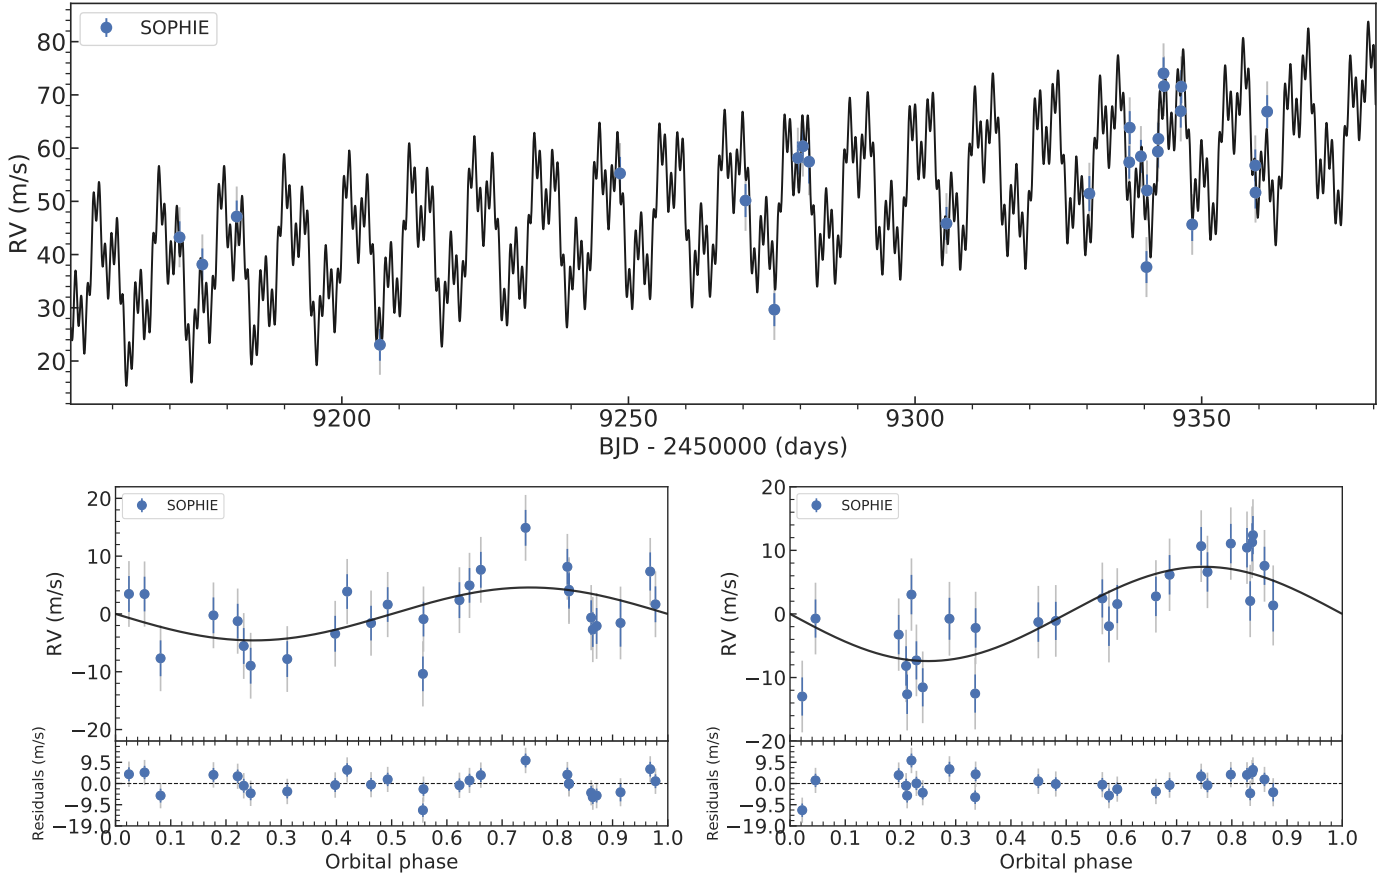 SOPHIE
80
70
60
50
40
30
20
RV (m/s)
9200 9250 9300 9350
BJD - 2450000 (days)
SOPHIE
20
10
0
−10
−20
RV (m/s)
9.5
0.0
−9.5
−19.0
Residuals (m/s)
0.0 0.1 0.2 0.3 0.4 0.5 0.6 0.7 0.8 0.9 1.0
Orbital phase
SOPHIE
20
10
0
−10
−20
RV (m/s)
9.5
0.0
−9.5
−19.0
Residuals (m/s)
0.0 0.1 0.2 0.3 0.4 0.5 0.6 0.7 0.8 0.9 1.0
Orbital phase